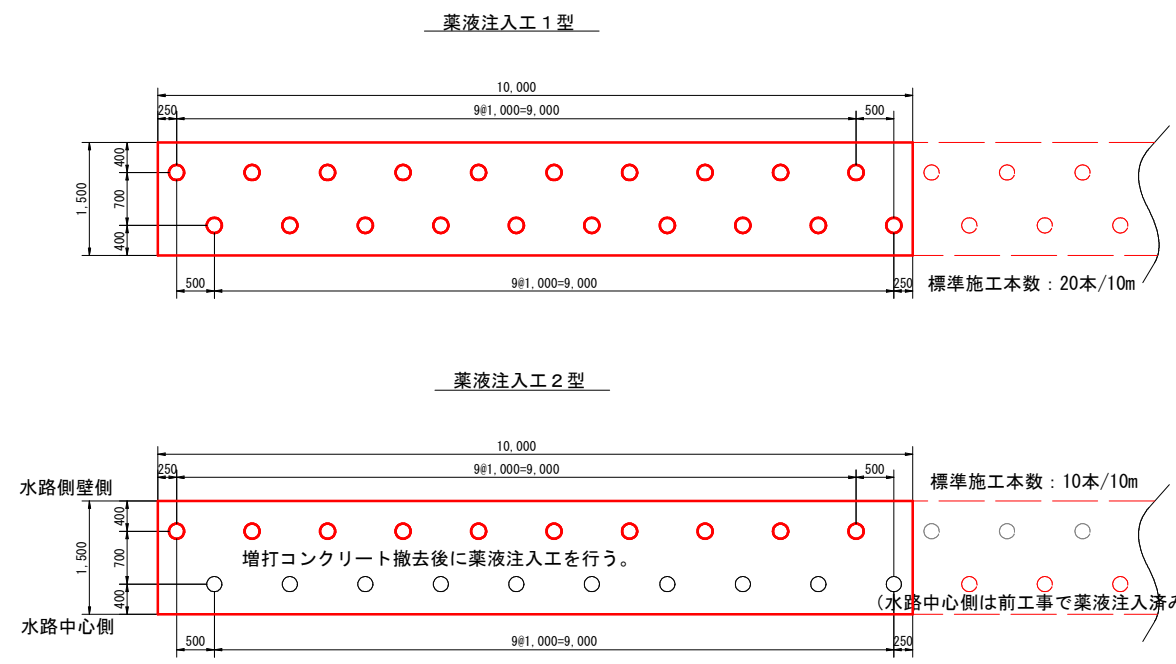 薬液注入工１型
10,000
250
9@1,000=9,000
500
1,500
400
700
400
500
9@1,000=9,000
250
標準施工本数：20本/10m
薬液注入工２型
10,000
250
9@1,000=9,000
500
標準施工本数：10本/10m
水路側壁側
1,500
400
700
400
増打コンクリート撤去後に薬液注入工を行う。
(水路中心側は前工事で薬液注入済み
水路中心側
500
9@1,000=9,000
250